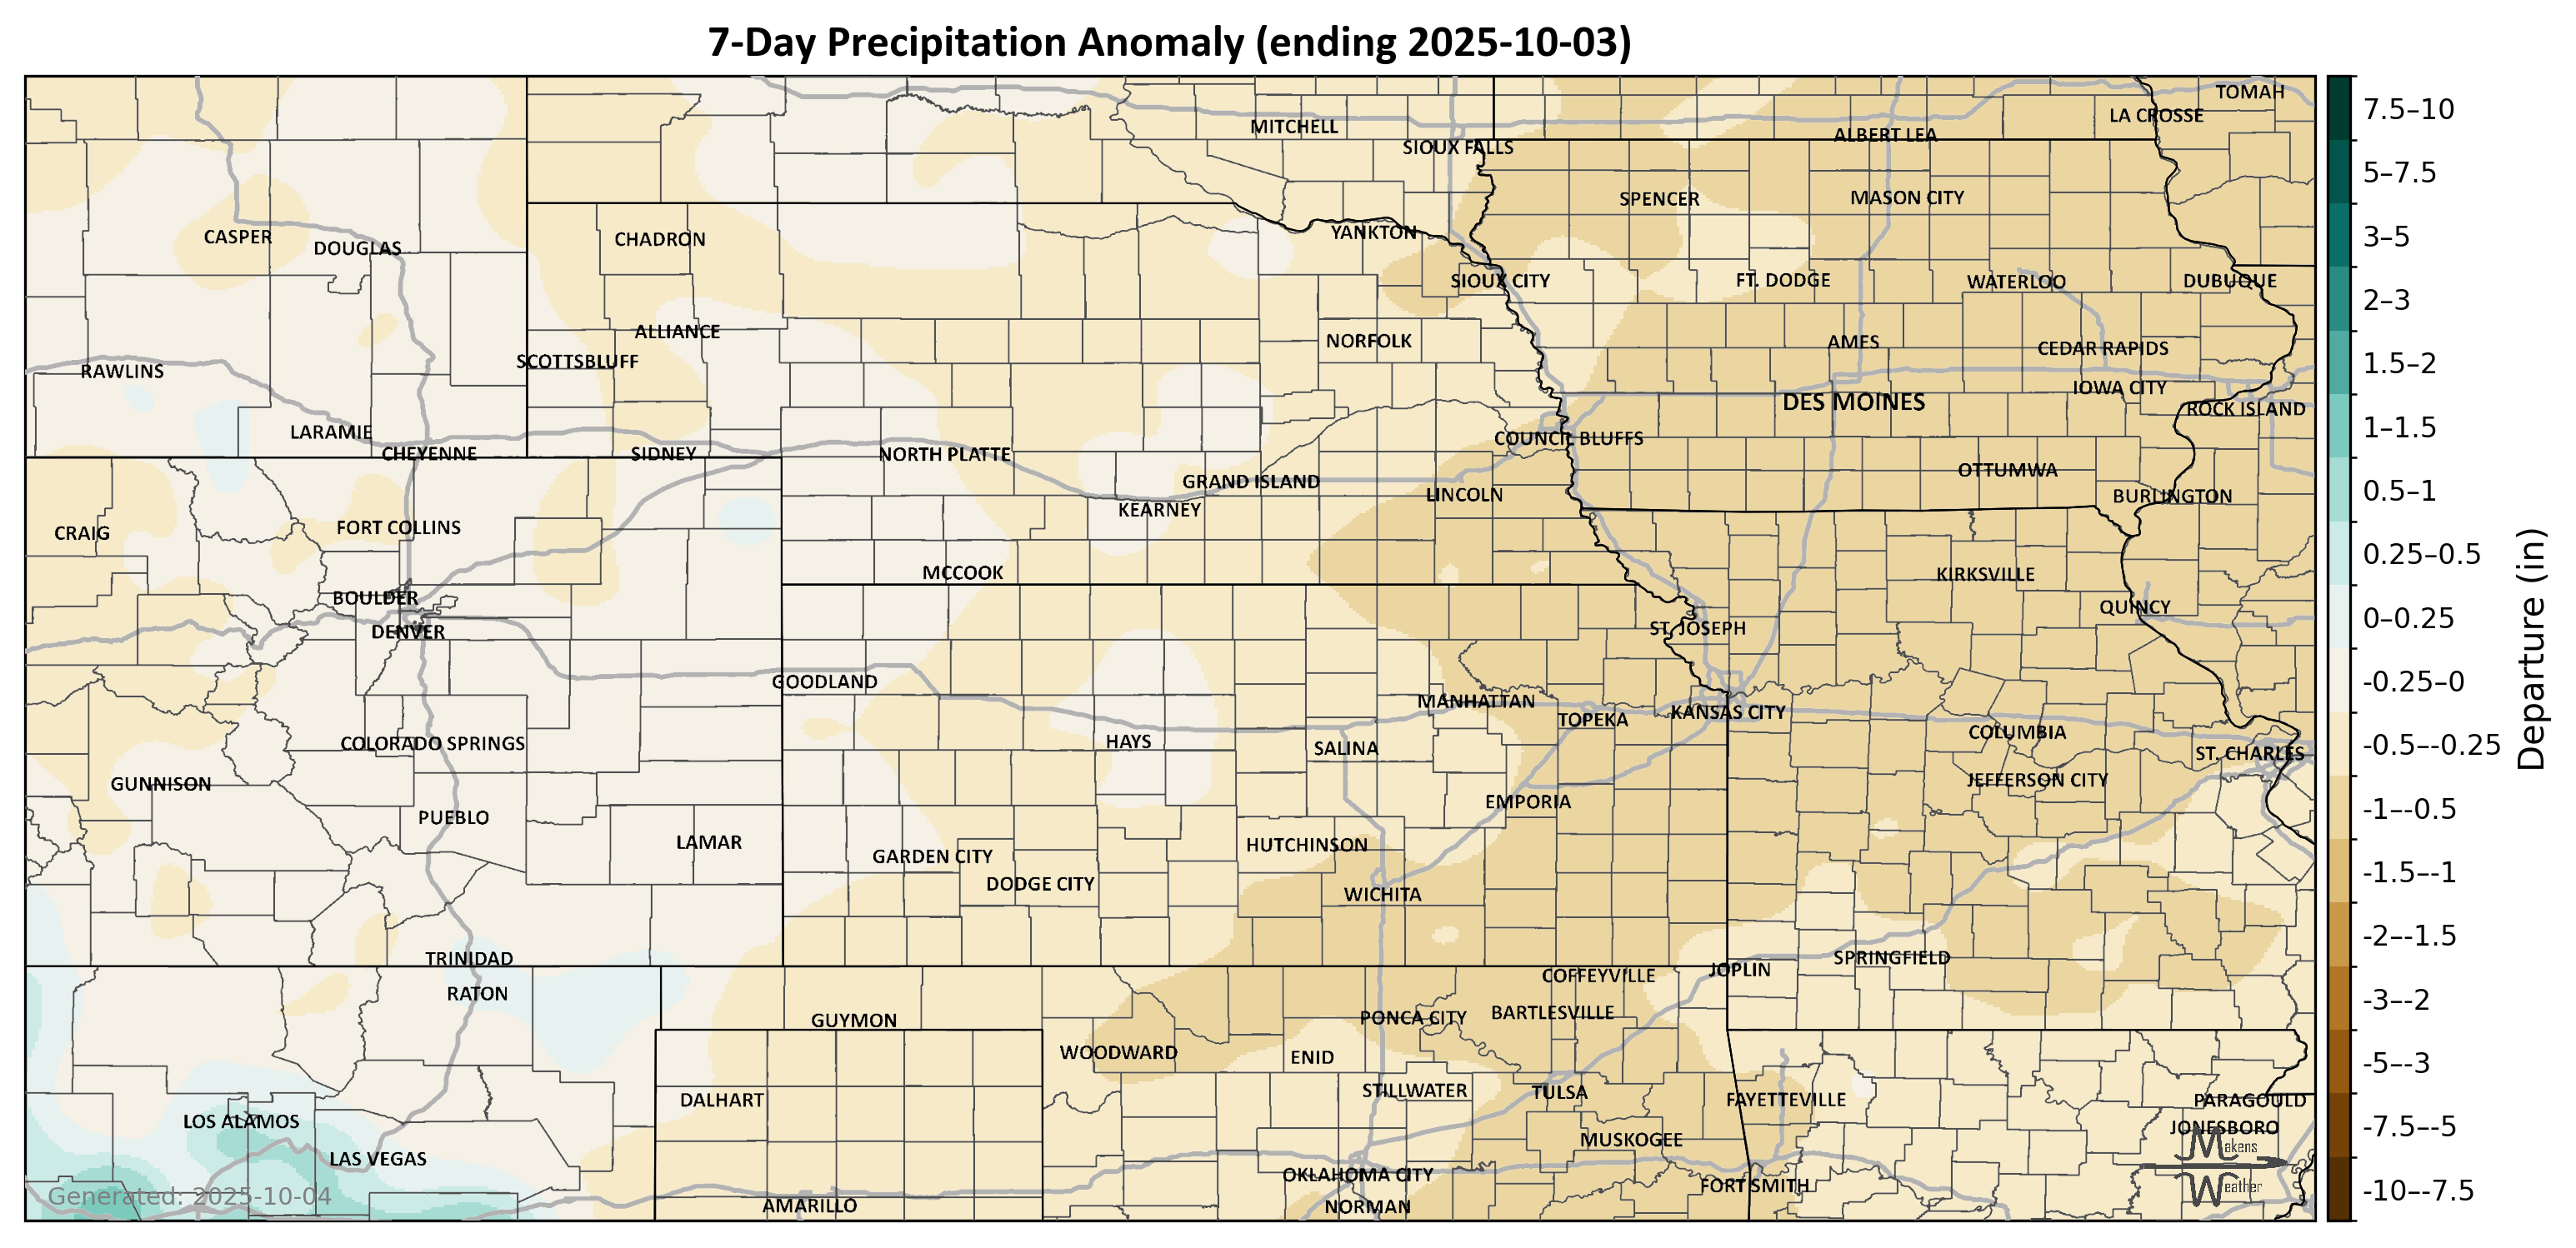 7-Day Precipitation Anomaly (ending 2025-10-03)
TOMAH
LA CROSSE
MITCHELL
ALBERT LEA
SIOUX FALLS
SPENCER
MASON CITY
CASPER
DOUGLAS
CHADRON
YANKTON
SIOUX CITY
FT. DODGE
WATERLOO
DUBUQUE
ALLIANCE
NORFOLK
AMES
CEDAR RAPIDS
SCOTTSBLUFF
RAWLINS
IOWA CITY
DES MOINES
ROCK ISLAND
LARAMIE
COUNCIL BLUFFS
CHEYENNE
SIDNEY
NORTH PLATTE
OTTUMWA
GRAND ISLAND
LINCOLN
BURLINGTON
KEARNEY
CRAIG
FORT COLLINS
MCCOOK
KIRKSVILLE
BOULDER
QUINCY
DENVER
ST. JOSEPH
GOODLAND
MANHATTAN
TOPEKA
KANSAS CITY
COLUMBIA
COLORADO SPRINGS
HAYS
SALINA
ST. CHARLES
GUNNISON
JEFFERSON CITY
EMPORIA
PUEBLO
LAMAR
HUTCHINSON
GARDEN CITY
DODGE CITY
WICHITA
TRINIDAD
SPRINGFIELD
JOPLIN
COFFEYVILLE
RATON
BARTLESVILLE
GUYMON
PONCA CITY
WOODWARD
ENID
DALHART
STILLWATER
TULSA
FAYETTEVILLE
PARAGOULD
LOS ALAMOS
JONESBORO
MUSKOGEE
LAS VEGAS
OKLAHOMA CITY
FORT SMITH
AMARILLO
NORMAN
Generated: 2025-10-04
Makens
Weather
7.5–10
5–7.5
3–5
2–3
1.5–2
1–1.5
0.5–1
0.25–0.5
0–0.25
-0.25–0
-0.5–-0.25
-1–-0.5
-1.5–-1
-2–-1.5
-3–-2
-5–-3
-7.5–-5
-10–-7.5
Departure (in)